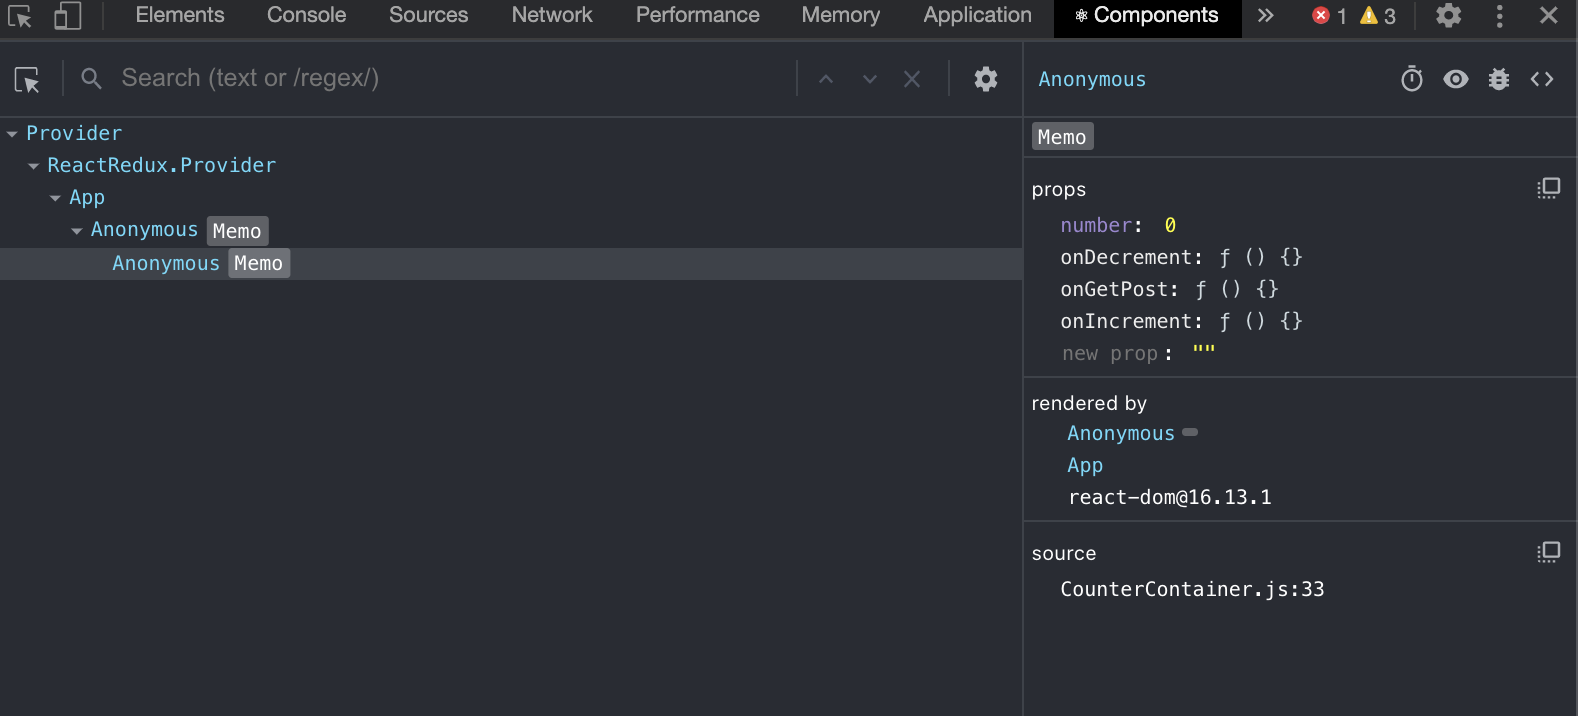 Elements Console Sources Network Performance Memory Application Components 1 3
Search (text or /regex/)
Provider
ReactRedux.Provider
App
Anonymous Memo
Anonymous Memo
Anonymous
Memo
props
number: 0
onDecrement: ƒ () {}
onGetPost: ƒ () {}
onIncrement: ƒ () {}
new prop: ""
rendered by
Anonymous
App
react-dom@16.13.1
source
CounterContainer.js:33